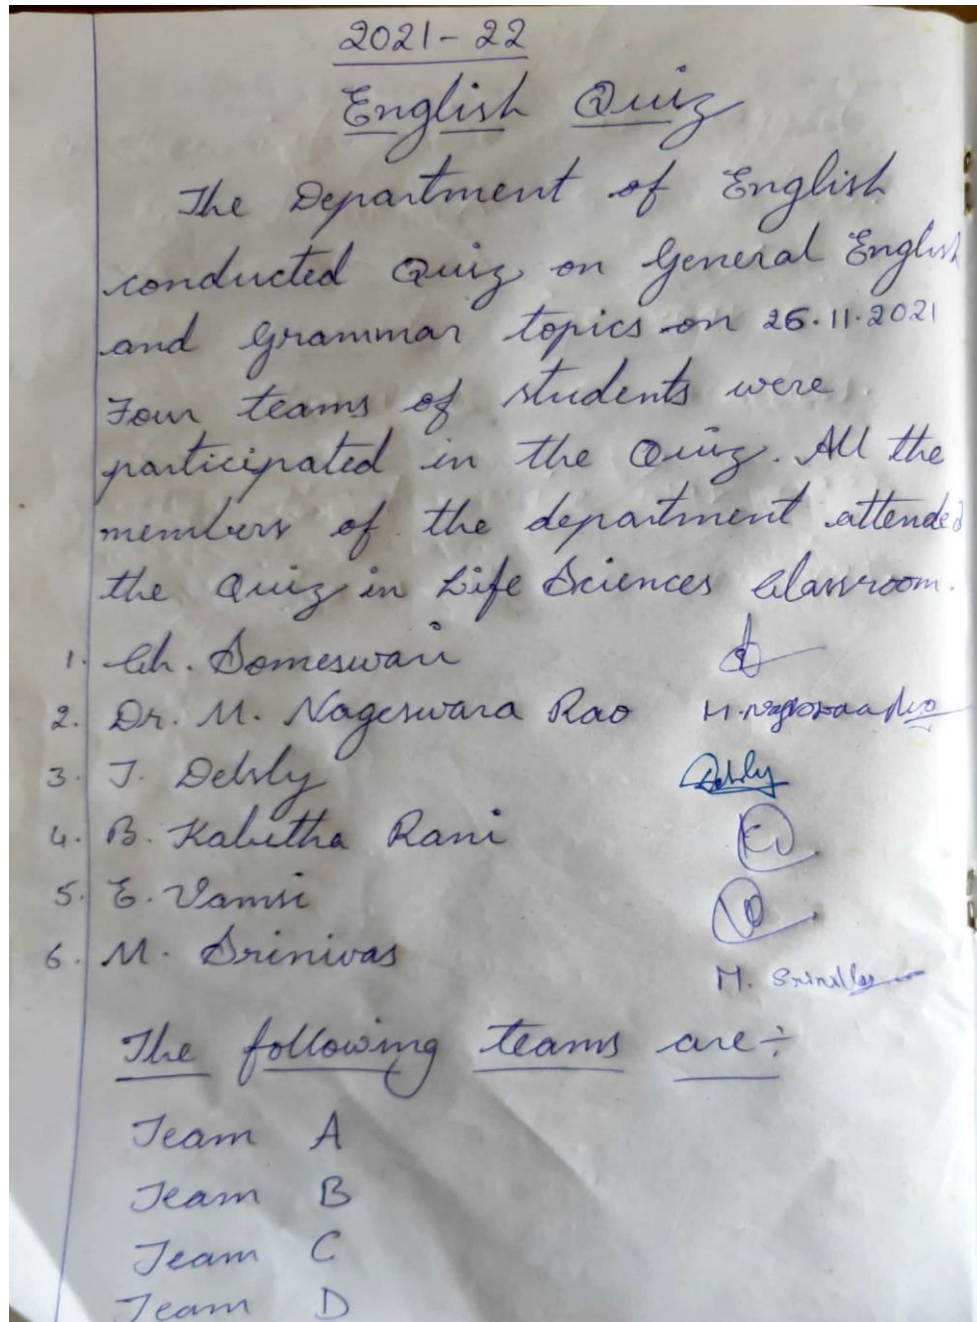 2021-22
English Quiz
The Department of English
conducted Quiz on General English
and Grammar topics on 26.11.2021
Four teams of students were
participated in the Quiz. All the
members of the department attended
the Quiz in Life Sciences Classroom.
1. Ch. Someswari
2. Dr. M. Nageswara Rao
3. J. Debly Debly
4. B. Kabitha Rani
5. E. Vamsi
6. M. Srinivas
M. Srinivas
The following teams are:-
Team A
Team B
Team C
Team D